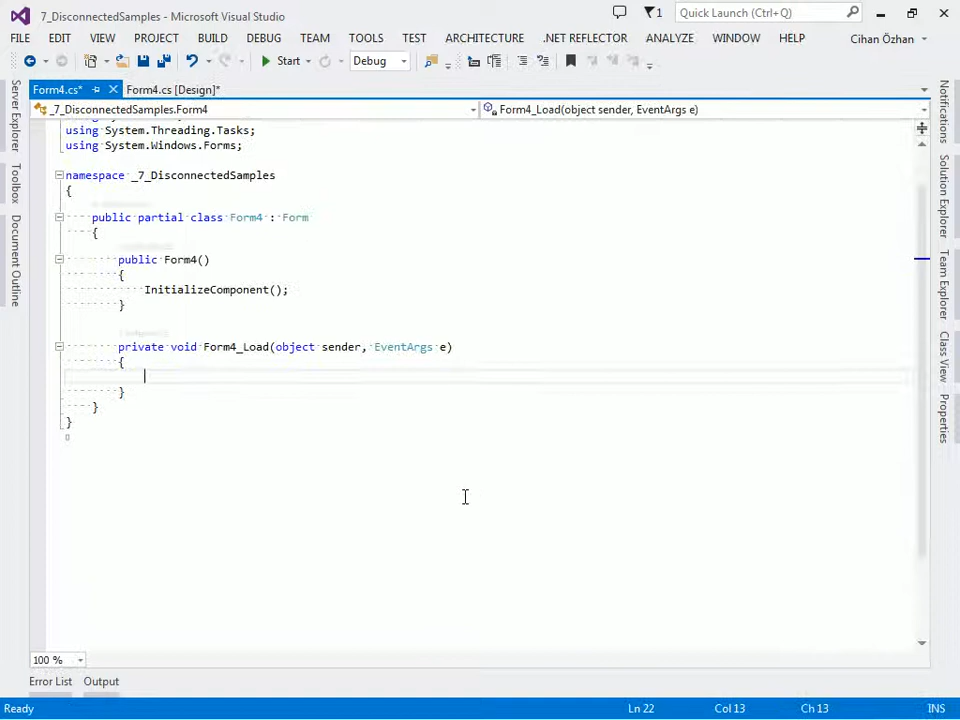 7_DisconnectedSamples - Microsoft Visual Studio
1
Quick Launch (Ctrl+Q)
FILE EDIT VIEW PROJECT BUILD DEBUG TEAM TOOLS TEST ARCHITECTURE .NET REFLECTOR ANALYZE WINDOW HELP Cihan Özhan
Start Debug
Form4.cs* Form4.cs [Design]*
_7_DisconnectedSamples.Form4 Form4_Load(object sender, EventArgs e)
using System.Threading.Tasks;
using System.Windows.Forms;
namespace _7_DisconnectedSamples
{
public partial class Form4 : Form
{
public Form4()
{
InitializeComponent();
}
private void Form4_Load(object sender, EventArgs e)
{
}
}
}
Server Explorer
Toolbox
Document Outline
Notifications
Solution Explorer
Team Explorer
Class View
Properties
100 %
Error List Output
Ready Ln 22 Col 13 Ch 13 INS